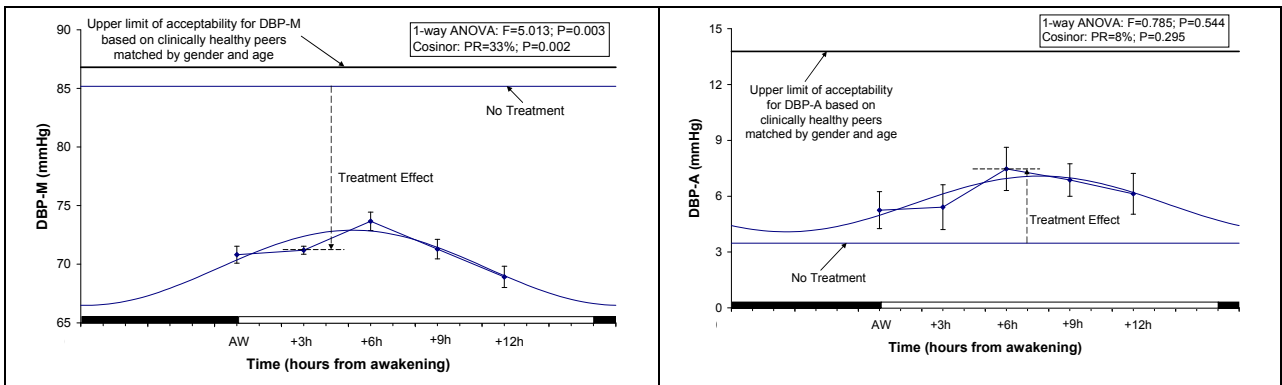 Upper limit of acceptability for DBP-M
based on clinically healthy peers
matched by gender and age
1-way ANOVA: F=5.013; P=0.003
Cosinor: PR=33%; P=0.002
No Treatment
Treatment Effect
DBP-M (mmHg)
90
85
80
75
70
65
AW
+3h
+6h
+9h
+12h
Time (hours from awakening)
1-way ANOVA: F=0.785; P=0.544
Cosinor: PR=8%; P=0.295
Upper limit of acceptability
for DBP-A based on
clinically healthy peers
matched by gender and age
Treatment Effect
No Treatment
DBP-A (mmHg)
15
12
9
6
3
0
AW
+3h
+6h
+9h
+12h
Time (hours from awakening)